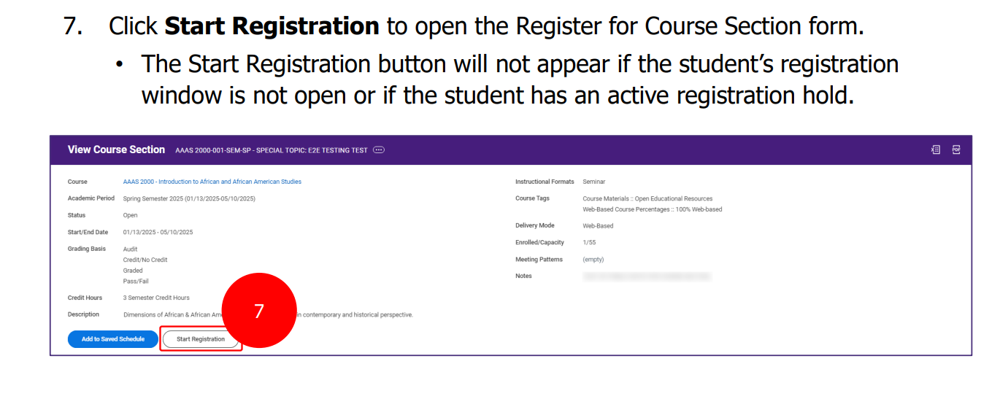 7. Click Start Registration to open the Register for Course Section form.
• The Start Registration button will not appear if the student’s registration
window is not open or if the student has an active registration hold.
View Course Section AAAS 2000-001-SEM-SP - SPECIAL TOPIC: E2E TESTING TEST
PDF
Course AAAS 2000 - Introduction to African and African American Studies
Academic Period Spring Semester 2025 (01/13/2025-05/10/2025)
Status Open
Start/End Date 01/13/2025 - 05/10/2025
Grading Basis Audit
Credit/No Credit
Graded
Pass/Fail
Credit Hours 3 Semester Credit Hours
Description Dimensions of African & African in contemporary and historical perspective.
Instructional Formats Seminar
Course Tags Course Materials :: Open Educational Resources
Web-Based Course Percentages :: 100% Web-based
Delivery Mode Web-Based
Enrolled/Capacity 1/55
Meeting Patterns (empty)
Notes
7
Add to Saved Schedule Start Registration